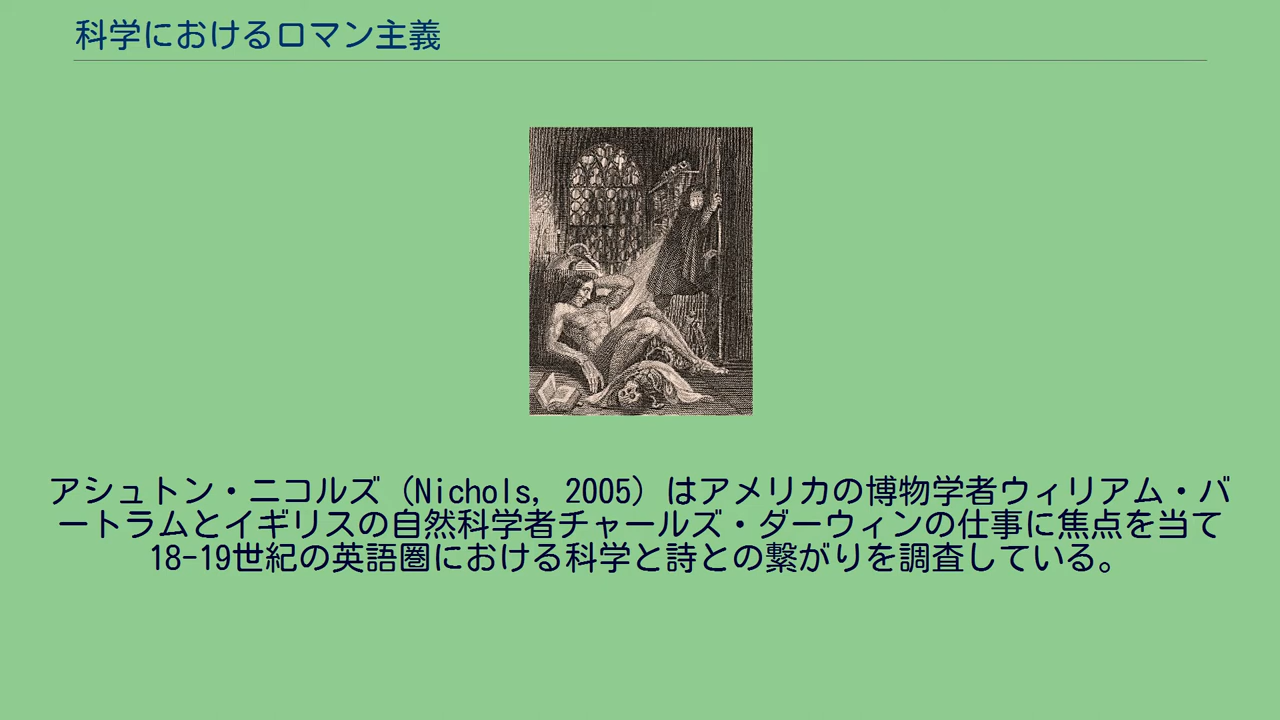 科学におけるロマン主義
アシュトン・ニコルズ（Nichols, 2005）はアメリカの博物学者ウィリアム・バ
ートラムとイギリスの自然科学者チャールズ・ダーウィンの仕事に焦点を当て
18-19世紀の英語圏における科学と詩との繋がりを調査している。